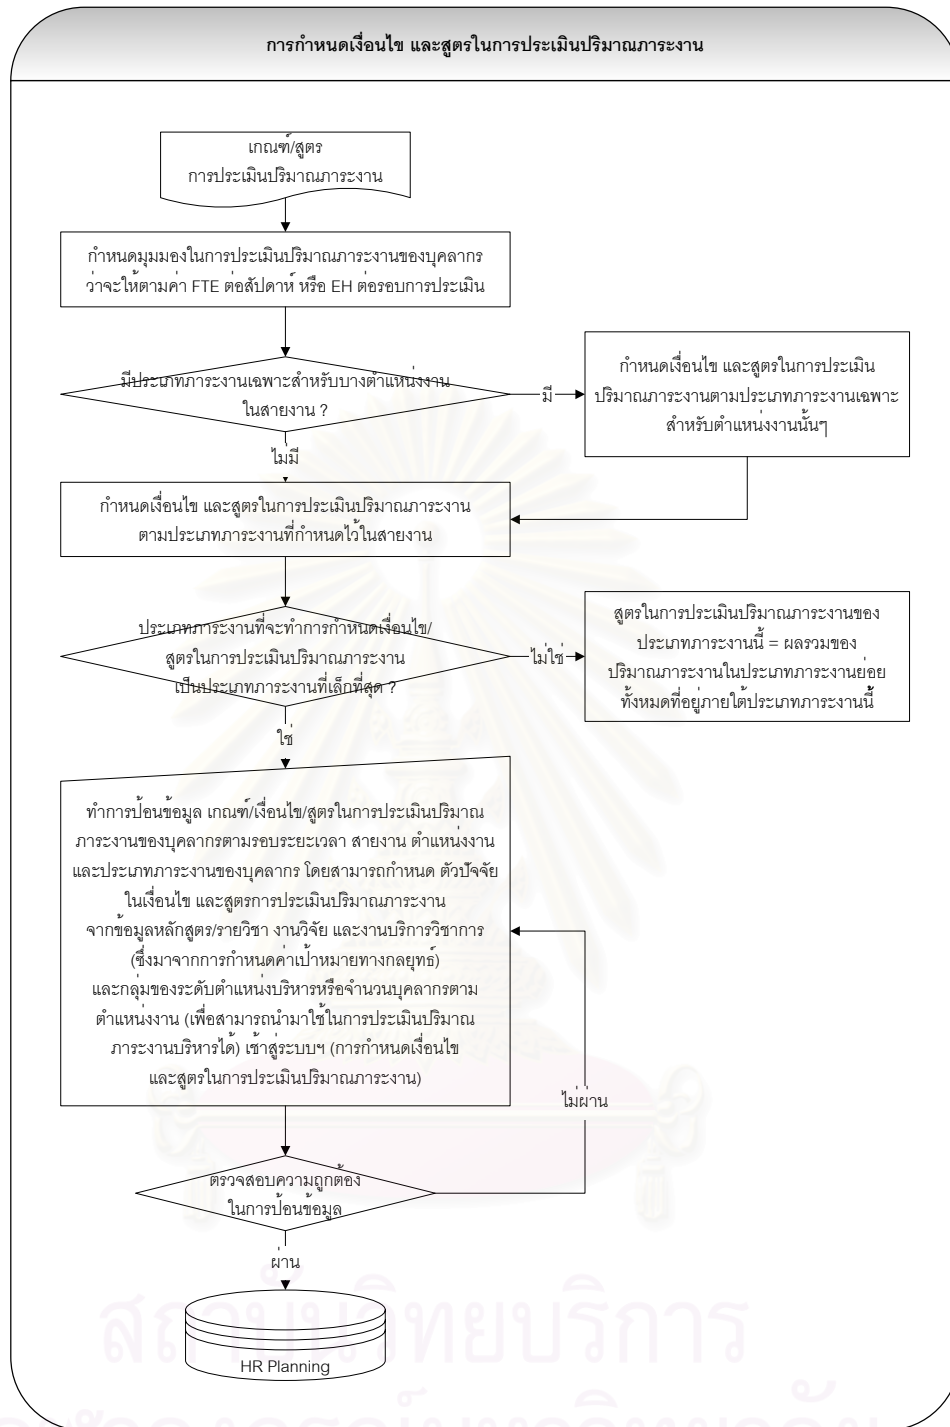 การกำหนดเงื่อนไข และสูตรในการประเมินปริมาณภาระงาน
เกณฑ์/สูตร
การประเมินปริมาณภาระงาน
กำหนดมุมมองในการประเมินปริมาณภาระงานของบุคลากร
ว่าจะให้ตามค่า FTE ต่อสัปดาห์ หรือ EH ต่อรอบการประเมิน
มีประเภทภาระงานเฉพาะสำหรับบางตำแหน่งงาน
ในสายงาน ?
มี
กำหนดเงื่อนไข และสูตรในการประเมิน
ปริมาณภาระงานตามประเภทภาระงานเฉพาะ
สำหรับตำแหน่งงานนั้นๆ
ไม่มี
กำหนดเงื่อนไข และสูตรในการประเมินปริมาณภาระงาน
ตามประเภทภาระงานที่กำหนดไว้ในสายงาน
ประเภทภาระงานที่จะทำการกำหนดเงื่อนไข/
สูตรในการประเมินปริมาณภาระงาน
เป็นประเภทภาระงานที่เล็กที่สุด ?
ไม่ใช่
สูตรในการประเมินปริมาณภาระงานของ
ประเภทภาระงานนี้ = ผลรวมของ
ปริมาณภาระงานในประเภทภาระงานย่อย
ทั้งหมดที่อยู่ภายใต้ประเภทภาระงานนี้
ใช่
ทำการป้อนข้อมูล เกณฑ์/เงื่อนไข/สูตรในการประเมินปริมาณ
ภาระงานของบุคลากรตามรอบระยะเวลา สายงาน ตำแหน่งงาน
และประเภทภาระงานของบุคลากร โดยสามารถกำหนด ตัวปัจจัย
ในเงื่อนไข และสูตรการประเมินปริมาณภาระงาน
จากข้อมูลหลักสูตร/รายวิชา งานวิจัย และงานบริการวิชาการ
(ซึ่งมาจากการกำหนดค่าเป้าหมายทางกลยุทธ์)
และกลุ่มของระดับตำแหน่งบริหารหรือจำนวนบุคลากรตาม
ตำแหน่งงาน (เพื่อสามารถนำมาใช้ในการประเมินปริมาณ
ภาระงานบริหารได้) เข้าสู่ระบบฯ (การกำหนดเงื่อนไข
และสูตรในการประเมินปริมาณภาระงาน)
ไม่ผ่าน
ตรวจสอบความถูกต้อง
ในการป้อนข้อมูล
ผ่าน
HR Planning
สถาบันวิทยบริการ